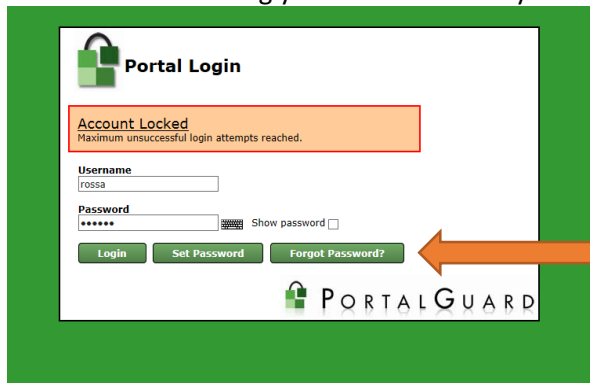 Portal Login
Account Locked
Maximum unsuccessful login attempts reached.
Username
rossa
Password
••••••
Show password
Login Set Password Forgot Password?
PORTALGUARD